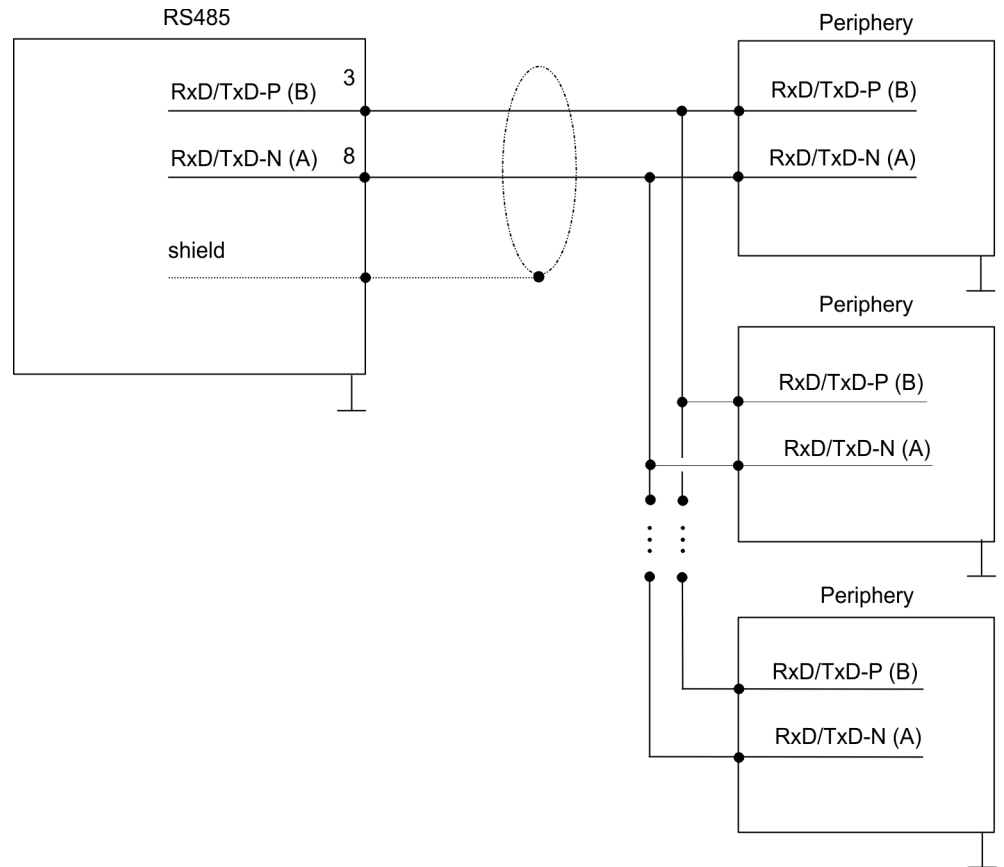 RS485
RxD/TxD-P (B) 3
RxD/TxD-N (A) 8
shield
Periphery
RxD/TxD-P (B)
RxD/TxD-N (A)
Periphery
RxD/TxD-P (B)
RxD/TxD-N (A)
Periphery
RxD/TxD-P (B)
RxD/TxD-N (A)